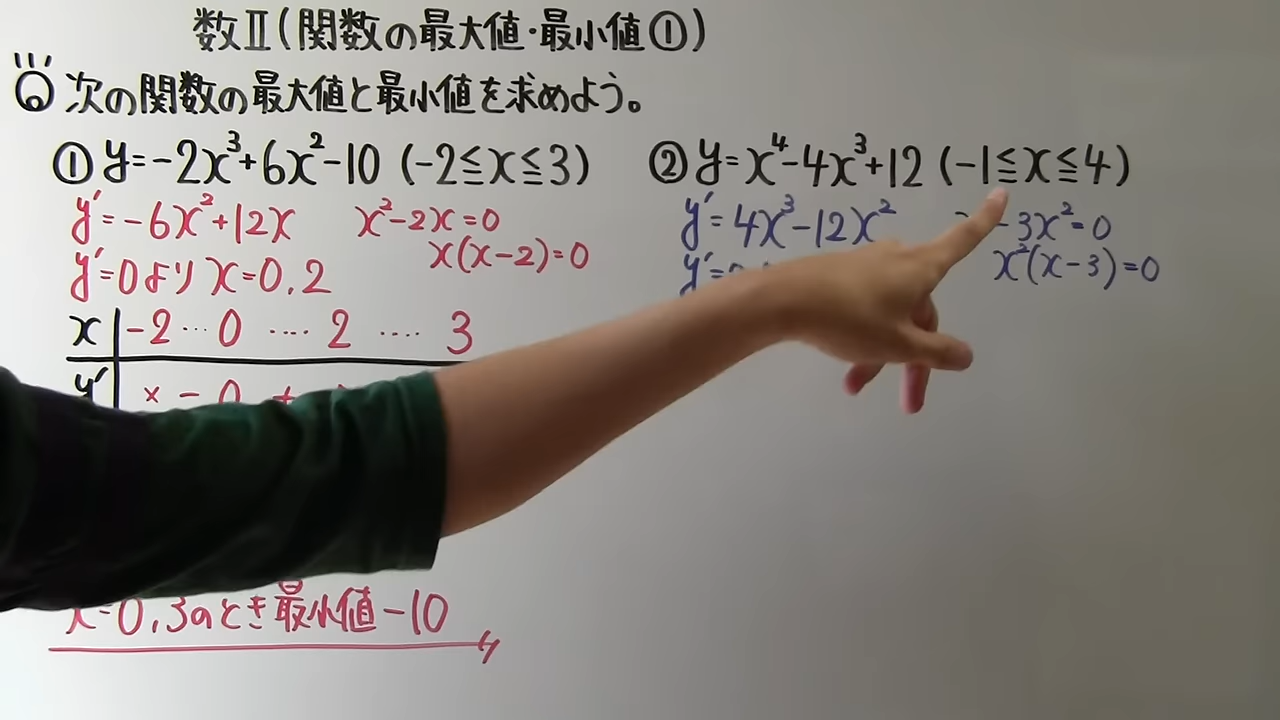 数Ⅱ(関数の最大値・最小値①)
Q 次の関数の最大値と最小値を求めよう。
① y=-2x³+6x²-10 (-2≦x≦3)
y'=-6x²+12x
x²-2x=0
x(x-2)=0
y'=0より x=0,2
x -2 … 0 … 2 … 3
y' × - 0 +
x=0,3のとき 最小値-10
② y=x⁴-4x³+12 (-1≦x≦4)
y'=4x³-12x²
-3x²=0
x²(x-3)=0